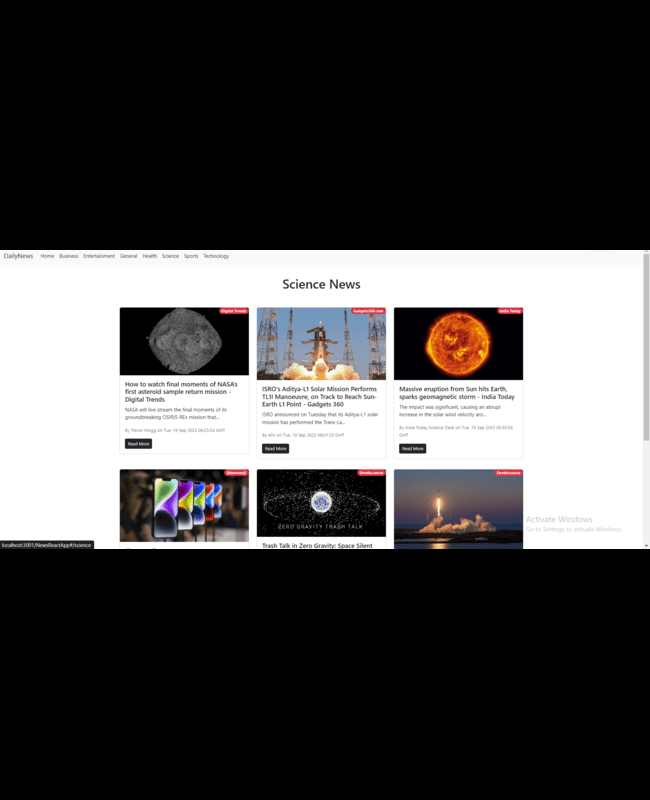 DailyNews Home Business Entertainment General Health Science Sports Technology
Science News
Digital Trends
How to watch final moments of NASA's
first asteroid sample return mission -
Digital Trends
NASA will live stream the final moments of its
groundbreaking OSIRIS-REx mission that...
By Trevor Mogg on Tue, 19 Sep 2023 06:25:34 GMT
Read More
Gadgets360.com
ISRO's Aditya-L1 Solar Mission Performs
TL1I Manoeuvre, on Track to Reach Sun-
Earth L1 Point - Gadgets 360
ISRO announced on Tuesday that its Aditya-L1 solar
mission has performed the Trans-La...
By ANI on Tue, 19 Sep 2023 06:01:20 GMT
Read More
India Today
Massive eruption from Sun hits Earth,
sparks geomagnetic storm - India Today
The impact was significant, causing an abrupt
increase in the solar wind velocity and...
By India Today Science Desk on Tue, 19 Sep 2023 05:55:56
GMT
Read More
[Removed]
Devdiscourse
ZERO GRAVITY TRASH TALK
Trash Talk in Zero Gravity: Space Silent
Devdiscourse
Activate Windows
Go to Settings to activate Windows.
localhost:3001/NewsReactApp#/science